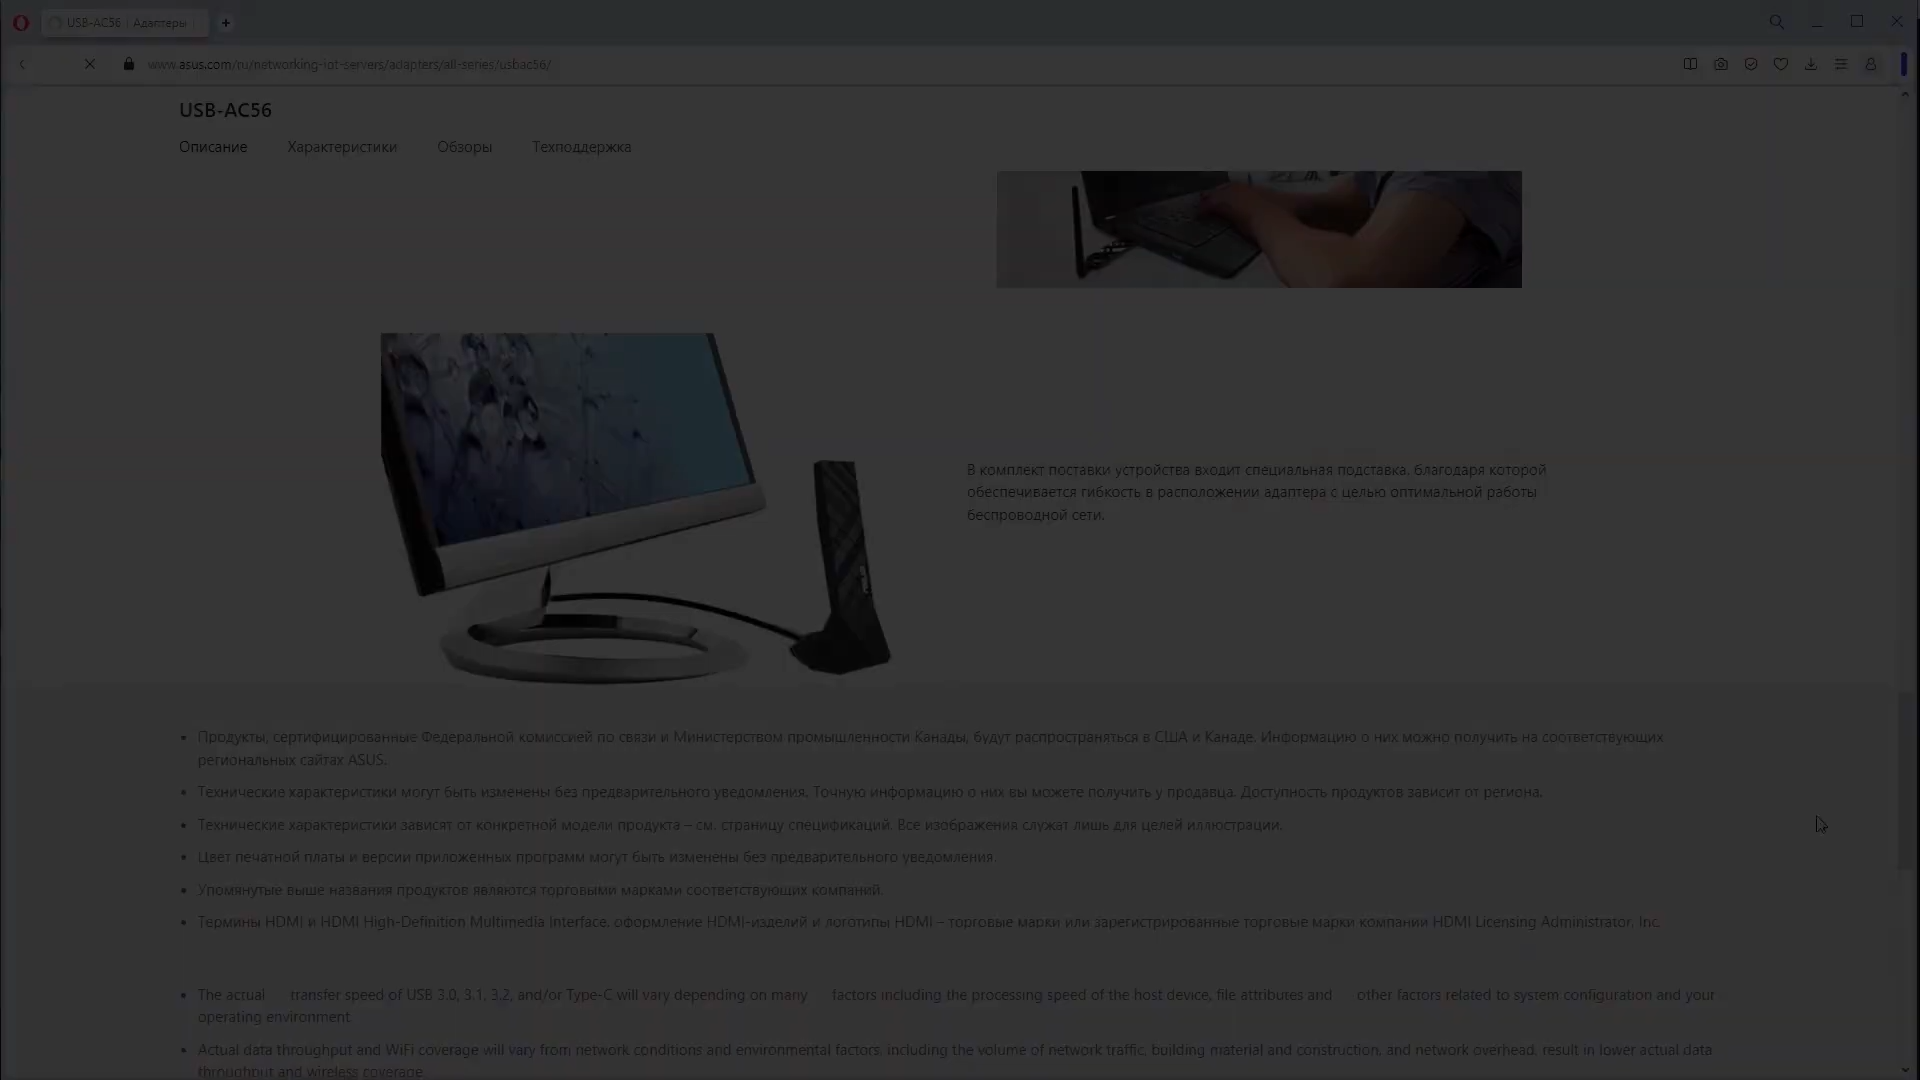 USB-AC56 | Адаптеры
www.asus.com/ru/networking-iot-servers/adapters/all-series/usbac56/
USB-AC56
Описание Характеристики Обзоры Техподдержка
В комплект поставки устройства входит специальная подставка, благодаря которой
обеспечивается гибкость в расположении адаптера с целью оптимальной работы
беспроводной сети.
• Продукты, сертифицированные Федеральной комиссией по связи и Министерством промышленности Канады, будут распространяться в США и Канаде. Информацию о них можно получить на соответствующих
региональных сайтах ASUS.
• Технические характеристики могут быть изменены без предварительного уведомления. Точную информацию о них вы можете получить у продавца. Доступность продуктов зависит от региона.
• Технические характеристики зависят от конкретной модели продукта – см. страницу спецификаций. Все изображения служат лишь для целей иллюстрации.
• Цвет печатной платы и версии приложенных программ могут быть изменены без предварительного уведомления.
• Упомянутые выше названия продуктов являются торговыми марками соответствующих компаний.
• Термины HDMI и HDMI High-Definition Multimedia Interface, оформление HDMI-изделий и логотипы HDMI – торговые марки или зарегистрированные торговые марки компании HDMI Licensing Administrator, Inc.
• The actual transfer speed of USB 3.0, 3.1, 3.2, and/or Type-C will vary depending on many factors including the processing speed of the host device, file attributes and other factors related to system configuration and your
operating environment.
• Actual data throughput and WiFi coverage will vary from network conditions and environmental factors, including the volume of network traffic, building material and construction, and network overhead, result in lower actual data
throughput and wireless coverage.